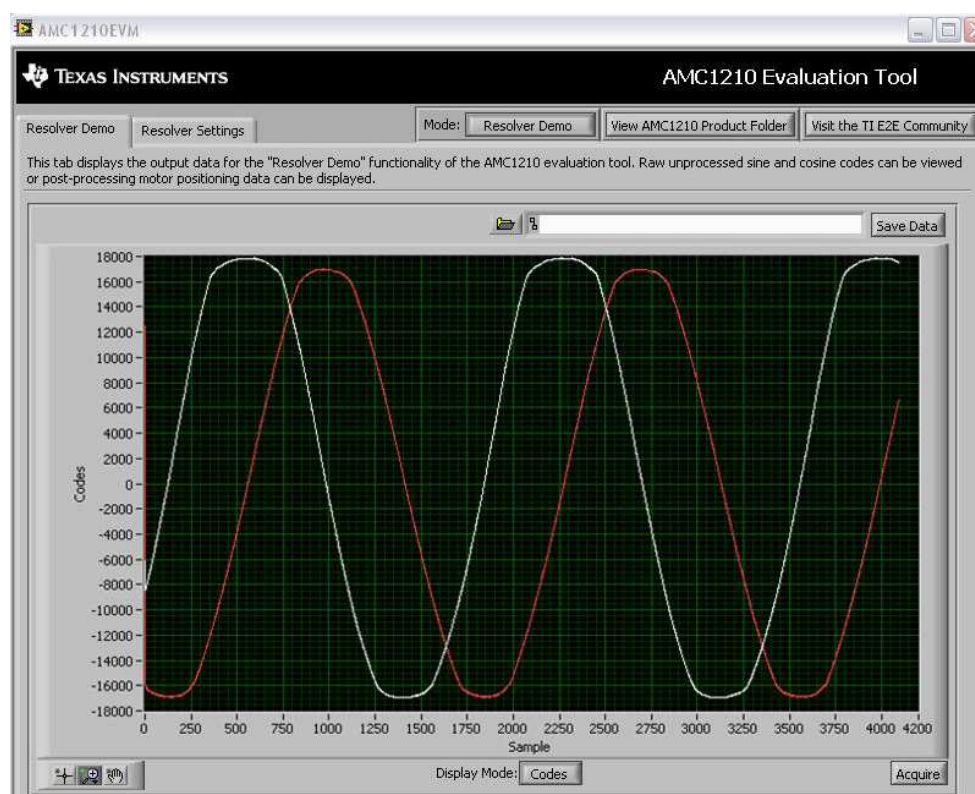 AMC1210EVM
TEXAS INSTRUMENTS
AMC1210 Evaluation Tool
Resolver Demo
Resolver Settings
Mode: Resolver Demo
View AMC1210 Product Folder
Visit the TI E2E Community
This tab displays the output data for the "Resolver Demo" functionality of the AMC1210 evaluation tool. Raw unprocessed sine and cosine codes can be viewed
or post-processing motor positioning data can be displayed.
Save Data
18000
16000
14000
12000
10000
8000
6000
4000
2000
0
-2000
-4000
-6000
-8000
-10000
-12000
-14000
-16000
-18000
Codes
0 250 500 750 1000 1250 1500 1750 2000 2250 2500 2750 3000 3250 3500 3750 4000 4200
Sample
Display Mode: Codes
Acquire